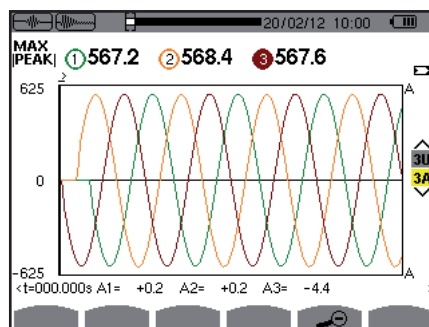 20/02/12 10:00
MAX
|PEAK| 1 567.2 2 568.4 3 567.6
625 A
3U
0
3A
-625 A
<t=000.000s A1= +0.2 A2= +0.2 A3= -4.4